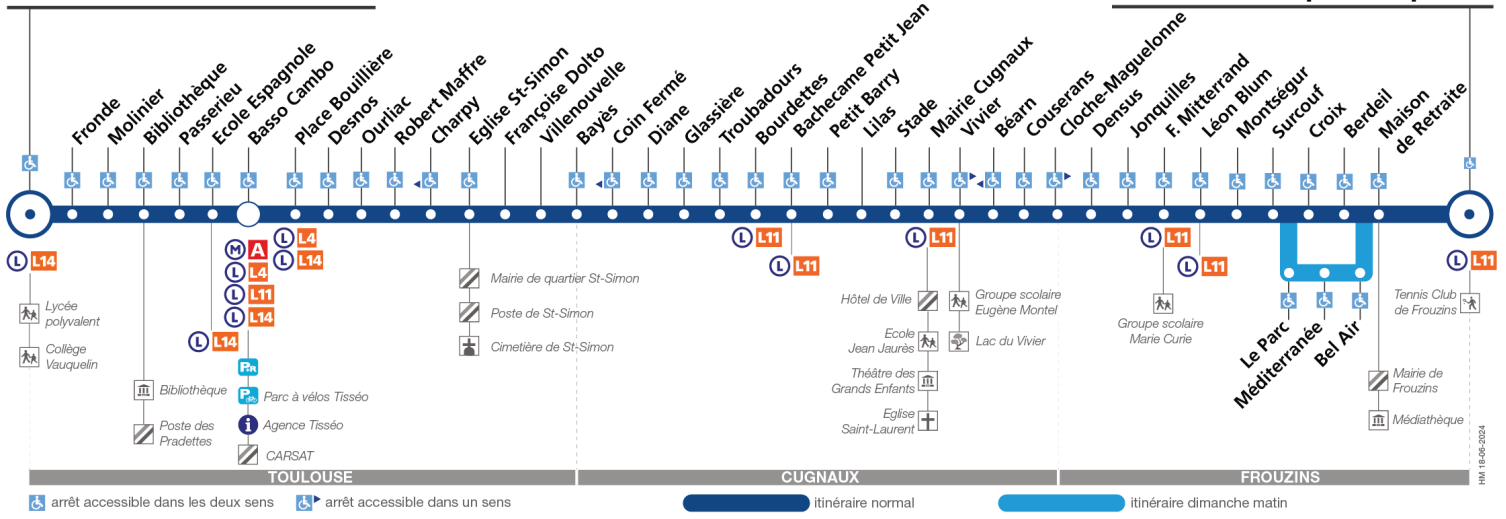 Fronde
Molinier
Bibliothèque
Passerieu
Ecole Espagnole
Basso Cambo
Place Bouillière
Desnos
Ourliac
Robert Maffre
Charpy
Eglise St-Simon
Françoise Dolto
Villenouvelle
Bayès
Coin Fermé
Diane
Glassière
Troubadours
Bourdettes
Bachecame Petit Jean
Petit Barry
Lilas
Stade
Mairie Cugnaux
Vivier
Béarn
Couserans
Cloche-Maguelonne
Densus
Jonquilles
F. Mitterrand
Léon Blum
Montségur
Surcouf
Croix
Berdeil
Maison
de Retraite
L L14
Lycée
polyvalent
Collège
Vauquelin
Bibliothèque
Poste des
Pradettes
L L14
M A
L L4
L L11
L L14
P+R
P
Parc à vélos Tisséo
i Agence Tisséo
CARSAT
L L4
L L14
Mairie de quartier St-Simon
Poste de St-Simon
Cimetière de St-Simon
L L11
L L11
L L11
Hôtel de Ville
Ecole
Jean Jaurès
Théâtre des
Grands Enfants
Eglise
Saint-Laurent
Groupe scolaire
Eugène Montel
Lac du Vivier
L L11
Groupe scolaire
Marie Curie
L L11
Le Parc
Méditerranée
Bel Air
Mairie de
Frouzins
Médiathèque
L L11
Tennis Club
de Frouzins
TOULOUSE
CUGNAUX
FROUZINS
HM 18-06-2024
arrêt accessible dans les deux sens
arrêt accessible dans un sens
itinéraire normal
itinéraire dimanche matin